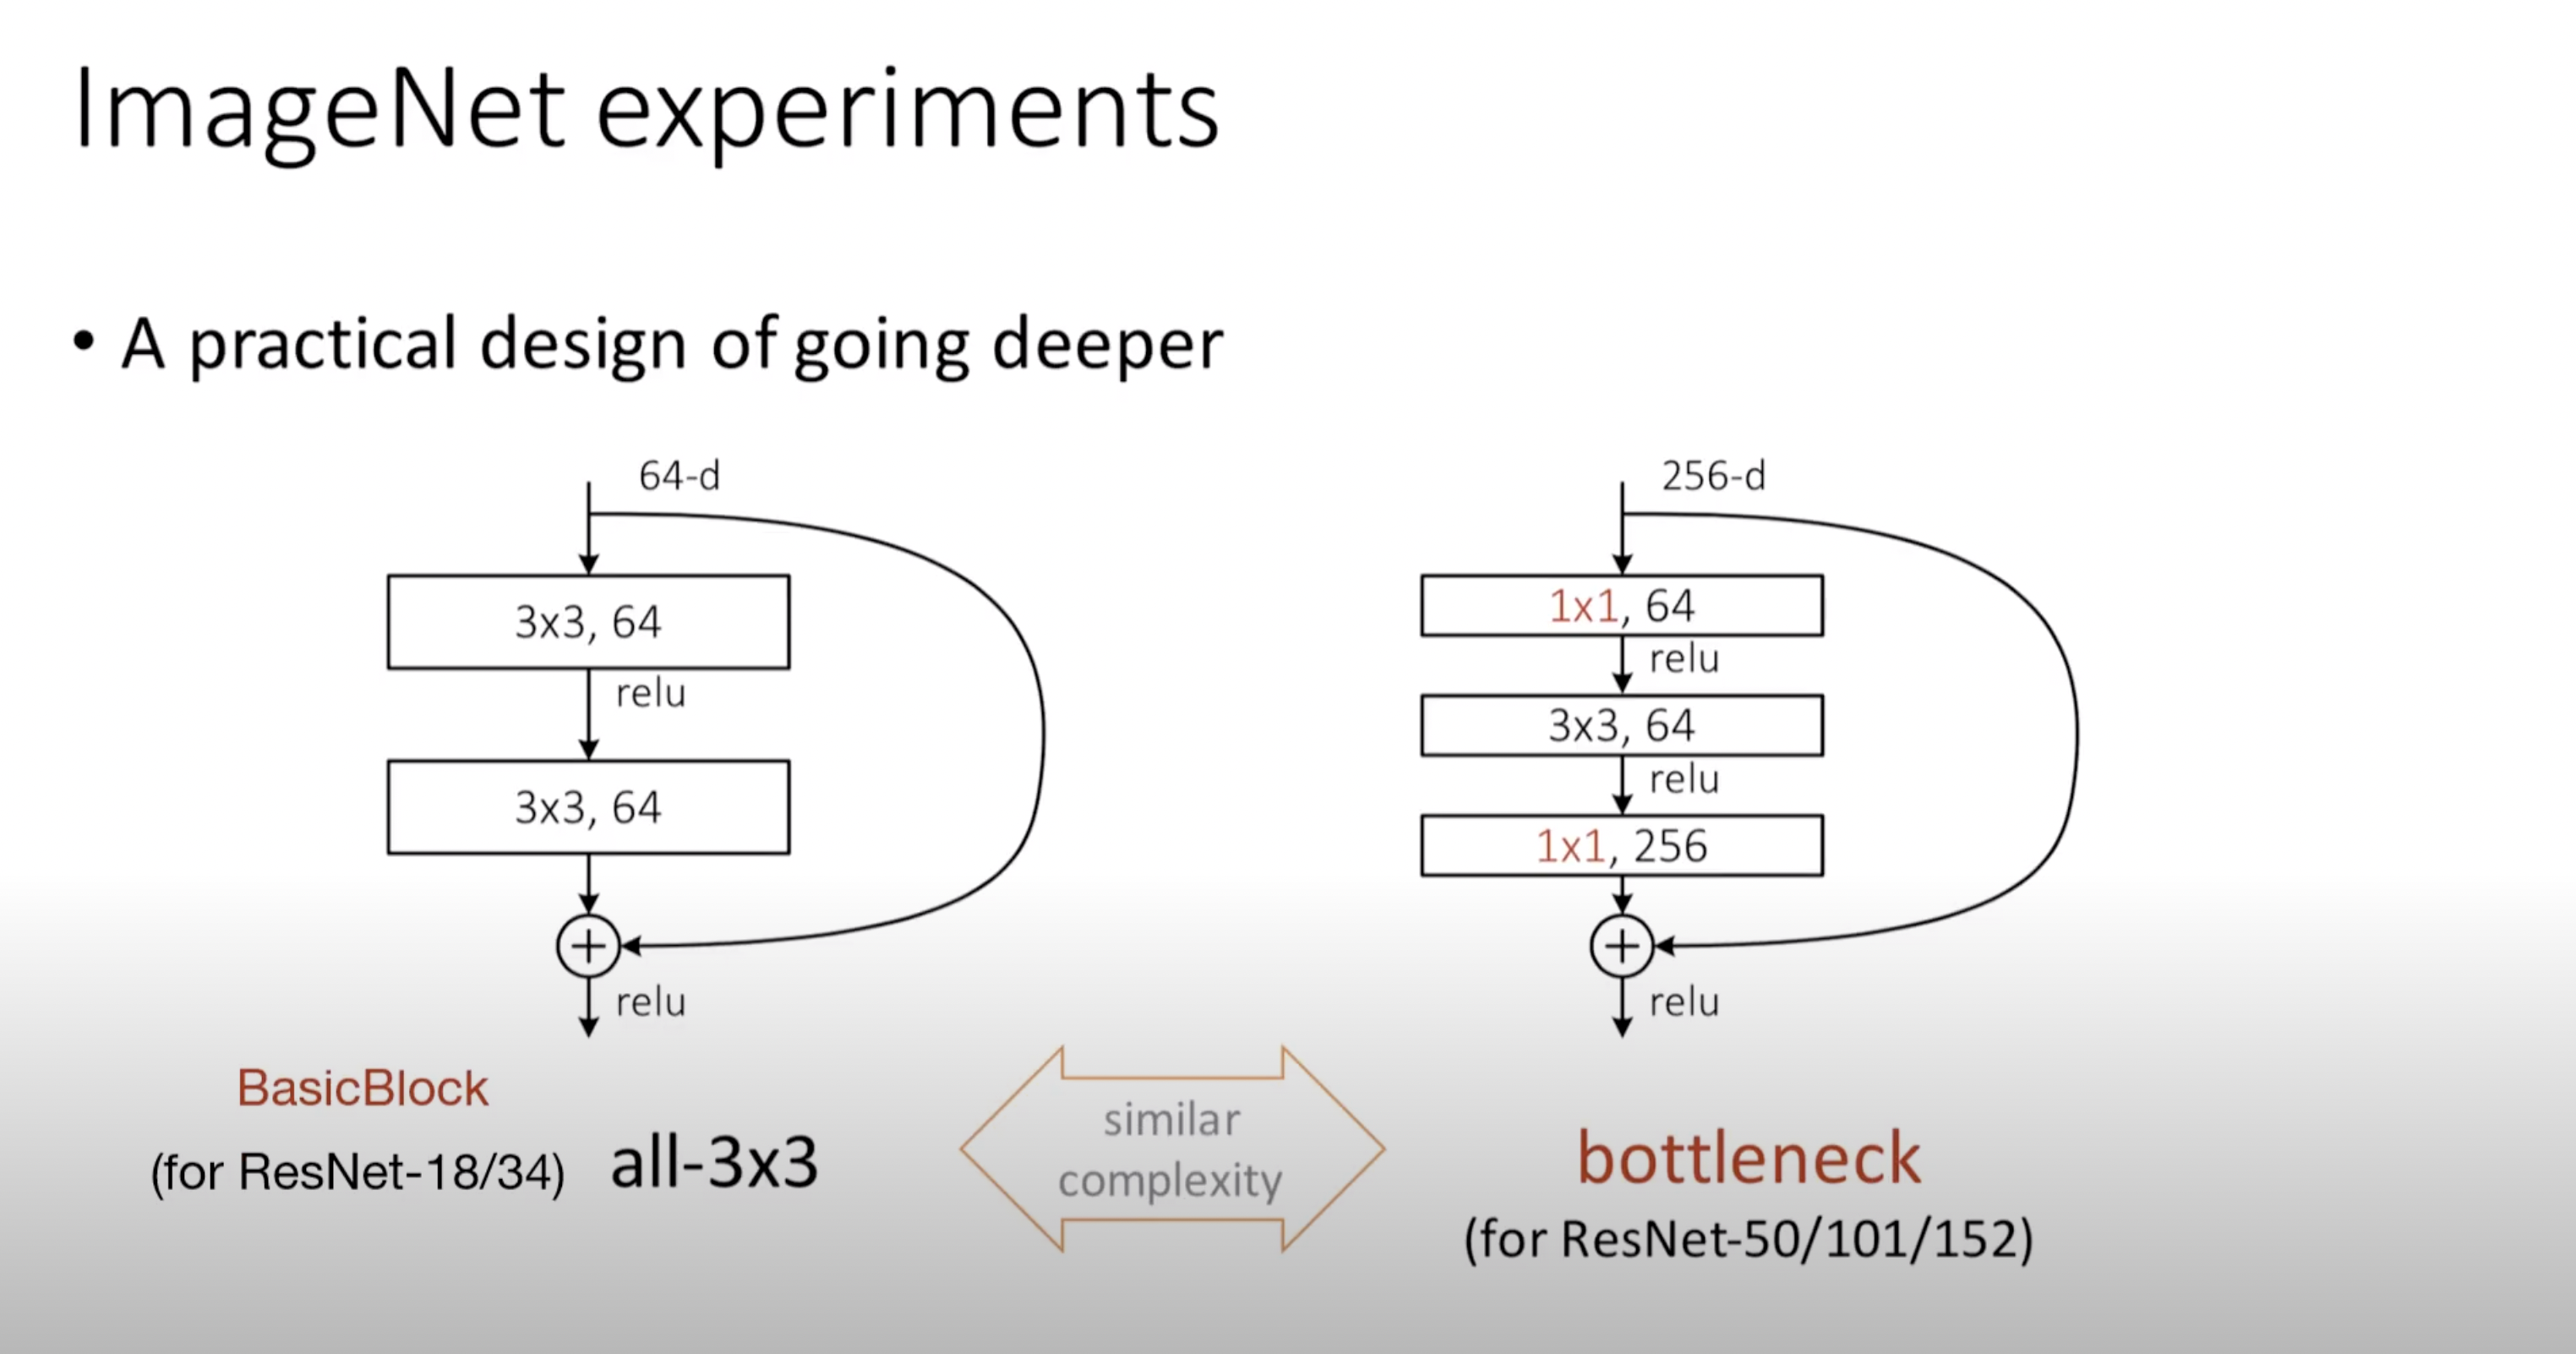 ImageNet experiments
• A practical design of going deeper
64-d
3x3, 64
relu
3x3, 64
relu
BasicBlock
(for ResNet-18/34)
all-3x3
similar
complexity
256-d
1x1, 64
relu
3x3, 64
relu
1x1, 256
relu
bottleneck
(for ResNet-50/101/152)